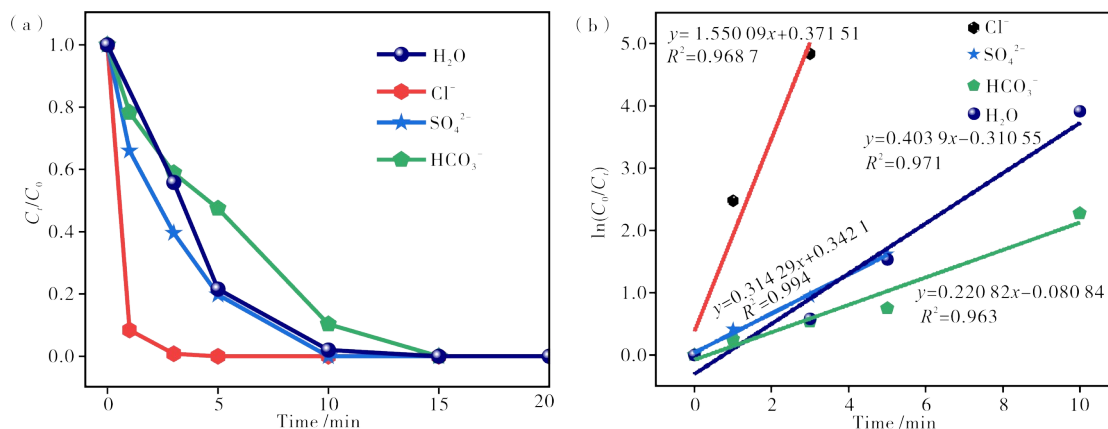 (a)
1.0
0.8
0.6
0.4
0.2
0.0
Cₜ/C₀
0
5
10
15
20
Time /min
H₂O
Cl⁻
SO₄²⁻
HCO₃⁻
(b)
5.0
4.0
3.0
2.0
1.0
0.0
ln(C₀/Cₜ)
0
2
4
6
8
10
Time /min
Cl⁻
SO₄²⁻
HCO₃⁻
H₂O
y= 1.550 09x+0.371 51
R²=0.968 7
y=0.403 9x−0.310 55
R²=0.971
y=0.314 29x+0.342 1
R²=0.994
y=0.220 82x−0.080 84
R²=0.963